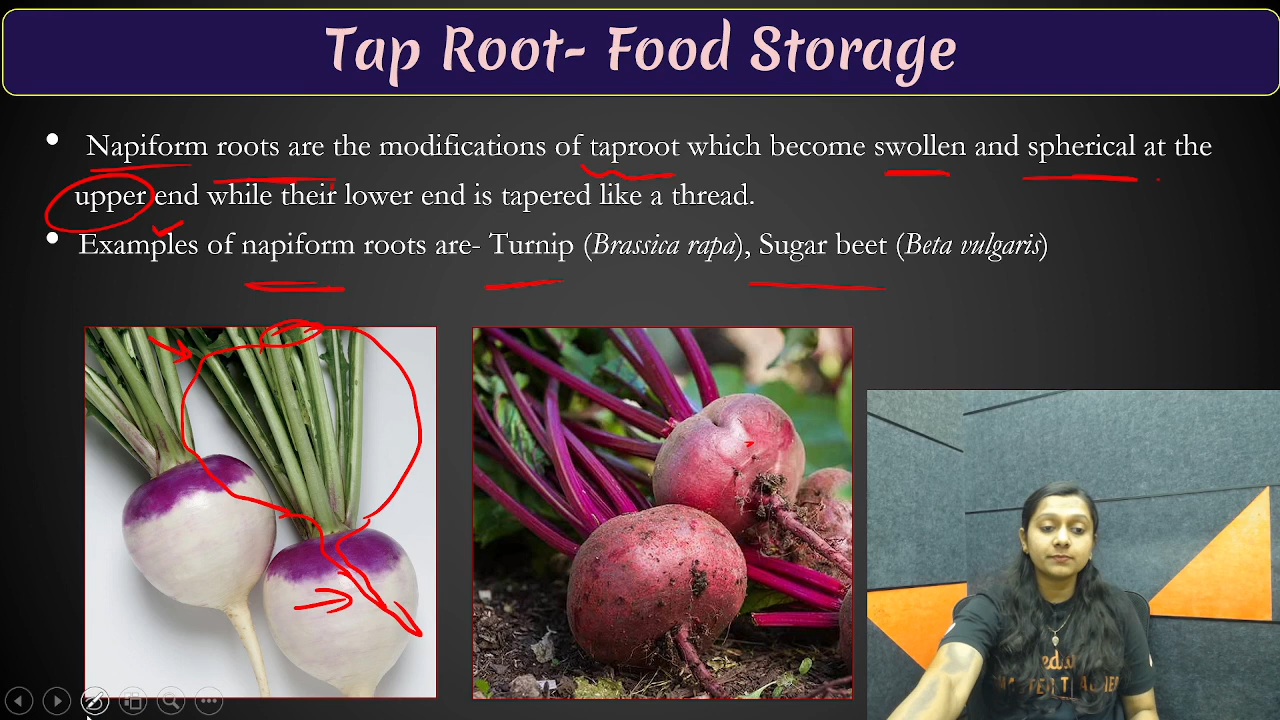 Tap Root- Food Storage
• Napiform roots are the modifications of taproot which become swollen and spherical at the
upper end while their lower end is tapered like a thread.
• Examples of napiform roots are- Turnip (Brassica rapa), Sugar beet (Beta vulgaris)